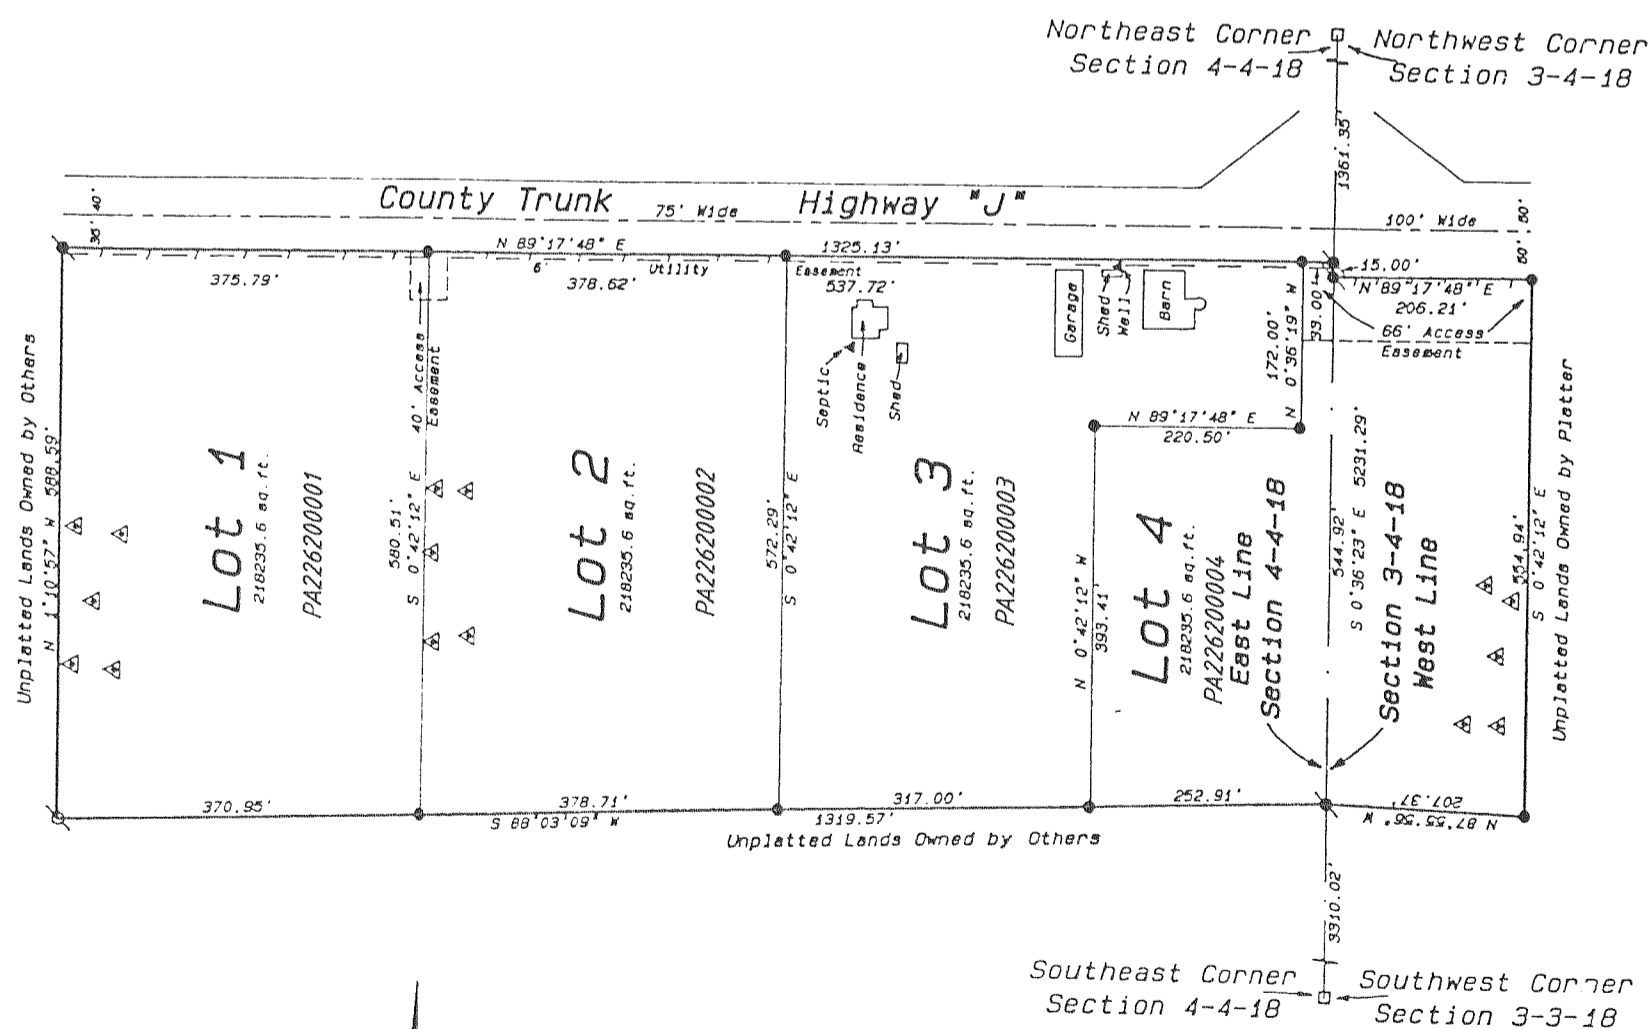 Northeast Corner
Section 4-4-18
Northwest Corner
Section 3-4-18
1361.35'
County Trunk
75' Wide
Highway "J"
100' Wide
40'
N 89°17'48" E
1325.13'
15.00'
N 89°17'48" E
206.21'
66' Access
Easement
375.79'
6'
378.62'
Utility
Easement
537.72'
Garage
Shed
Well
Barn
172.00'
N 0°36'19" W
Septic
Residence
Shed
40' Access
Easement
N 89°17'48" E
220.50'
Unplatted Lands Owned by Others
N 1°10'57" W 588.59'
Lot 1
218235.6 sq.ft.
PA226200001
580.51'
S 0°42'12" E
Lot 2
218235.6 sq.ft.
PA226200002
572.29'
S 0°42'12" E
Lot 3
218235.6 sq.ft.
PA226200003
N 0°42'12" W
393.41'
Lot 4
218235.6 sq.ft.
PA226200004
East Line
Section 4-4-18
544.92'
S 0°36'23" E 5231.29'
Section 3-4-18
West Line
554.94'
S 0°42'12" E
Unplatted Lands Owned by Platter
370.95'
378.71'
317.00'
252.91'
207.37'
S 88°03'09" W
1319.57'
N 87°55'56" W
Unplatted Lands Owned by Others
Southeast Corner
Section 4-4-18
Southwest Corner
Section 3-3-18